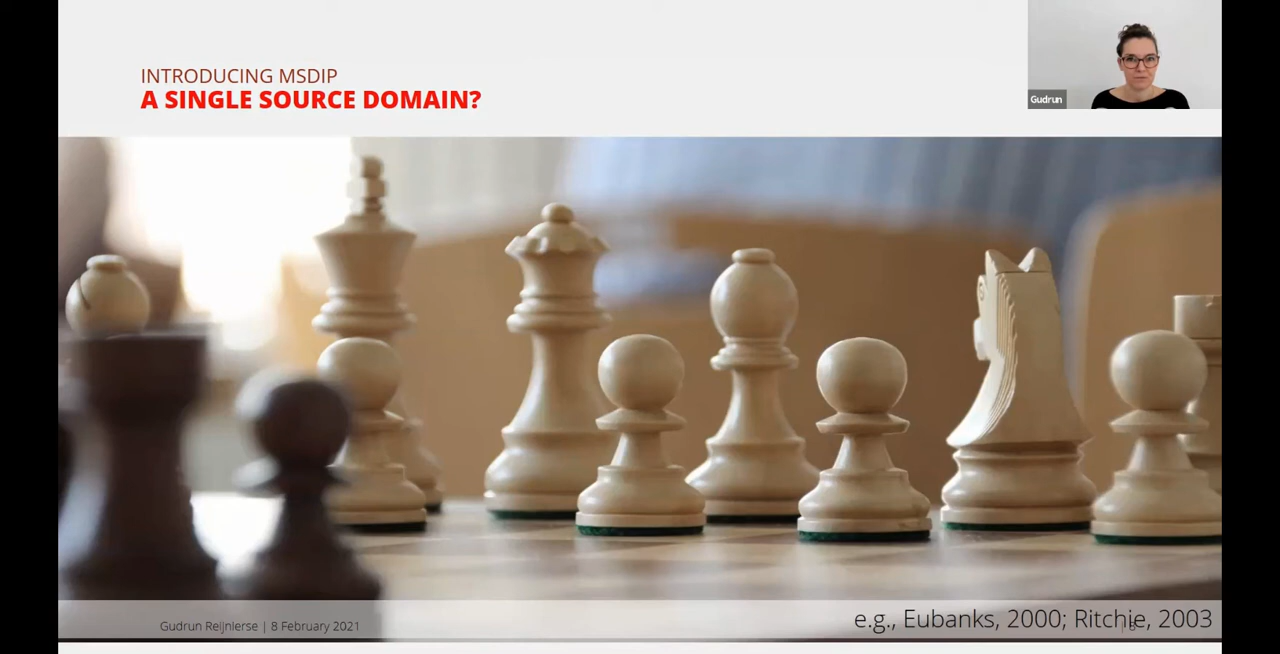 INTRODUCING MSDIP
A SINGLE SOURCE DOMAIN?
Gudrun
Gudrun Reijnierse | 8 February 2021
e.g., Eubanks, 2000; Ritchie, 2003